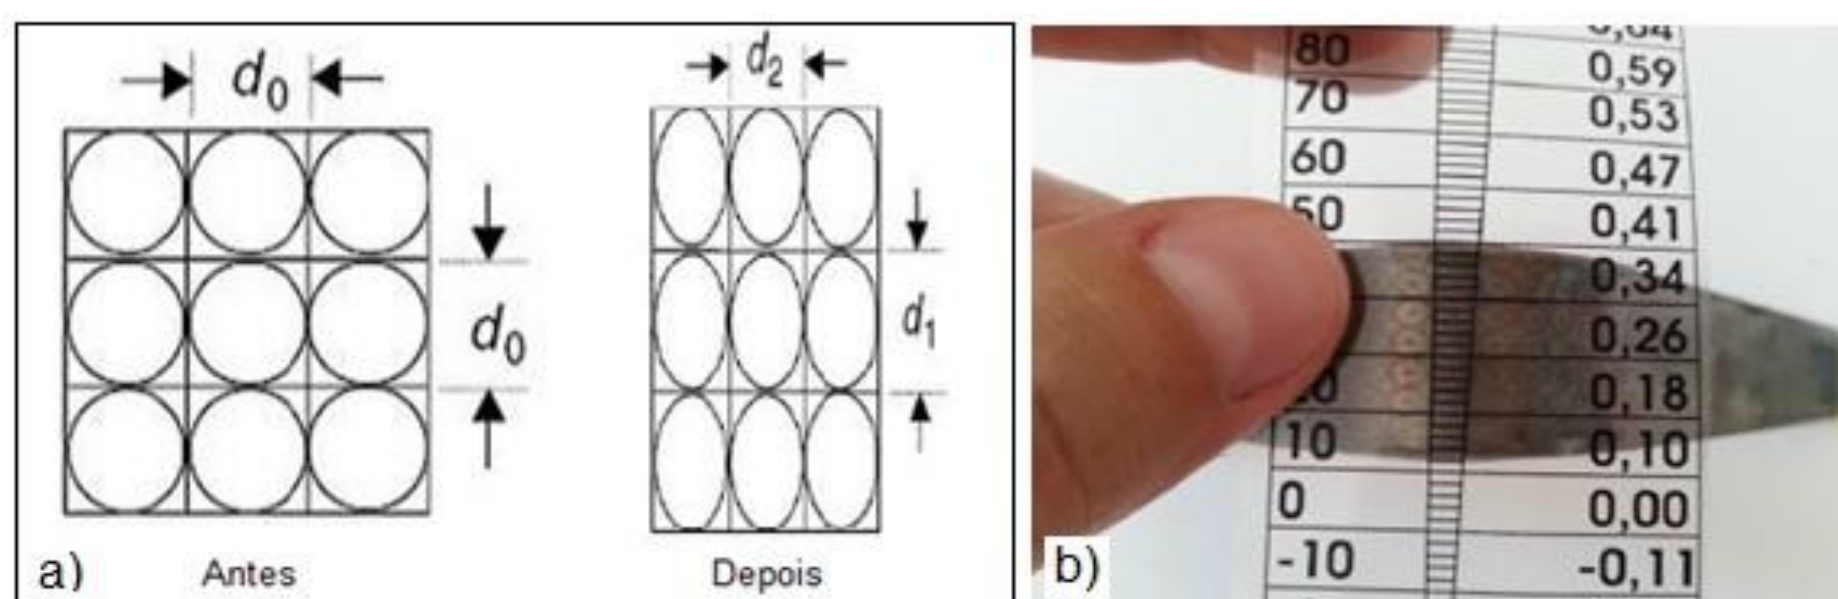 d₀
d₀
a) Antes
d₂
d₁
Depois
80 0,59
70 0,53
60 0,47
50 0,41
0,34
0,26
0,18
10 0,10
0 0,00
-10 -0,11
b)